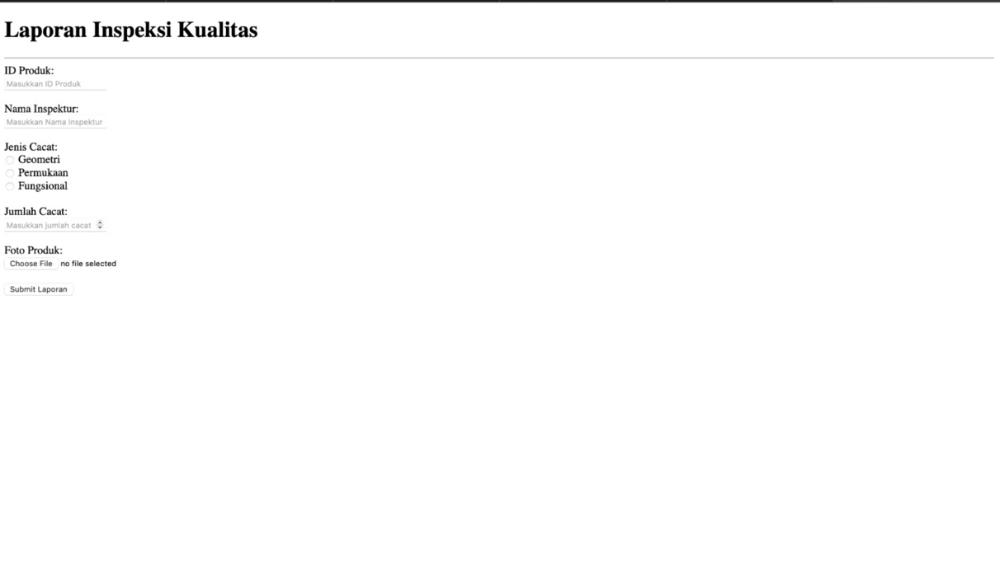 Laporan Inspeksi Kualitas
ID Produk:
Masukkan ID Produk
Nama Inspektur:
Masukkan Nama Inspektur
Jenis Cacat:
Geometri
Permukaan
Fungsional
Jumlah Cacat:
Masukkan jumlah cacat
Foto Produk:
Choose File no file selected
Submit Laporan